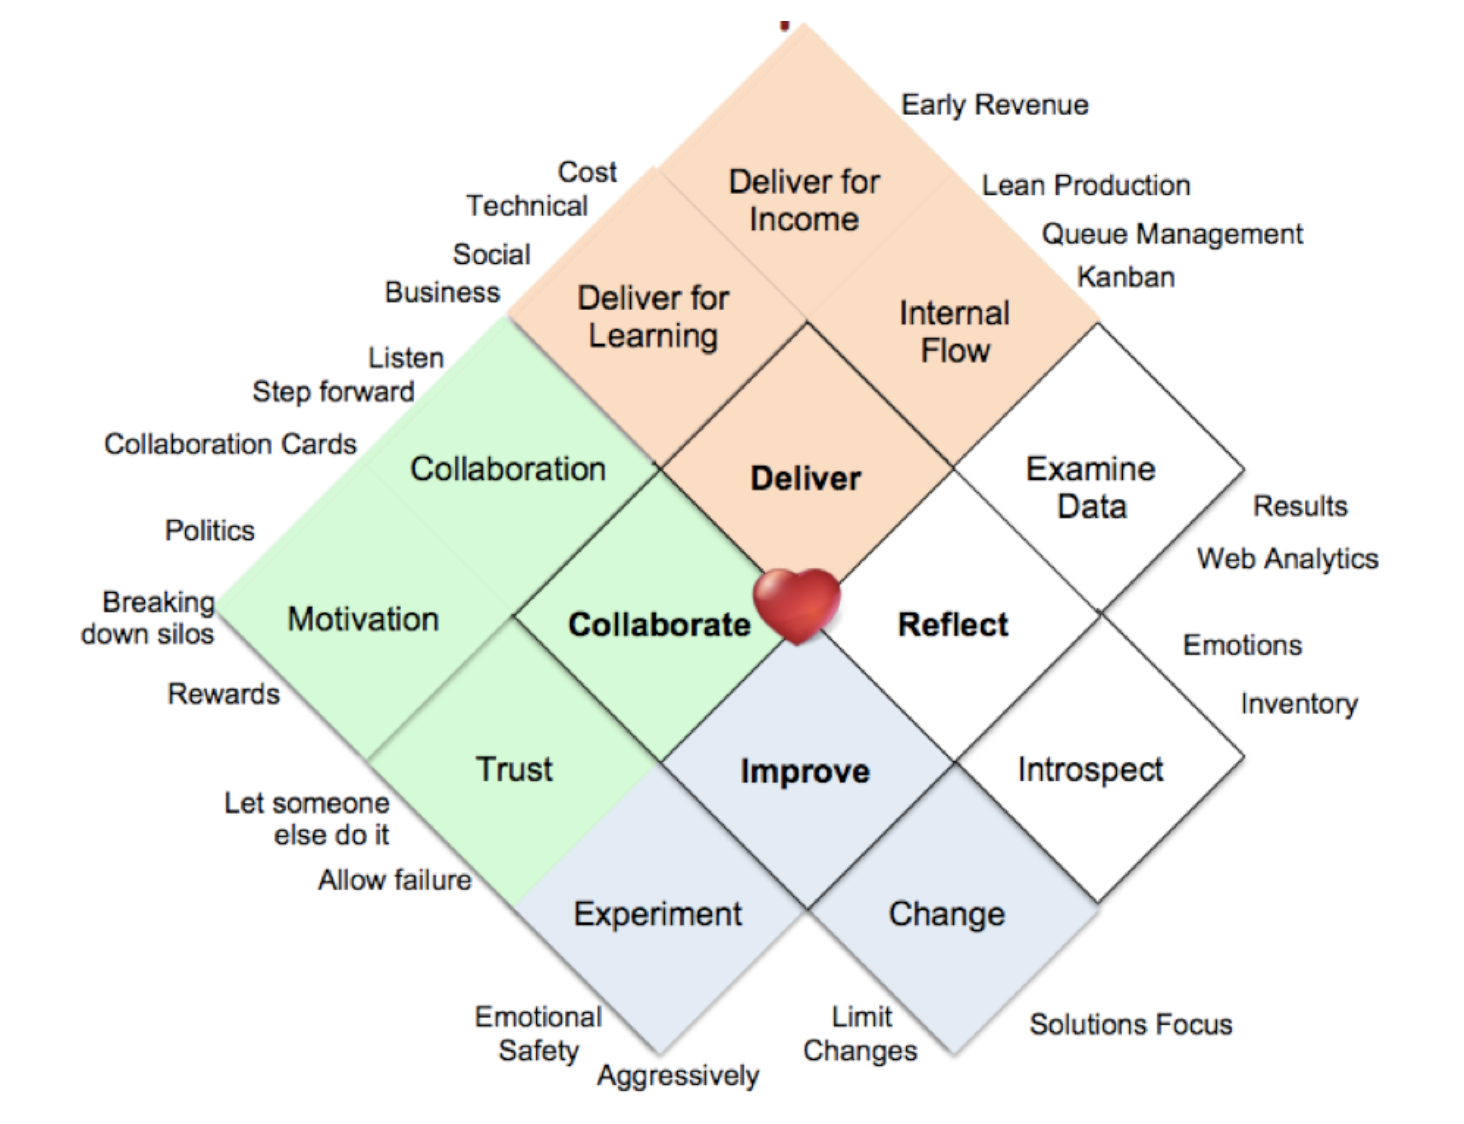 Early Revenue
Cost
Deliver for
Income
Lean Production
Technical
Queue Management
Social
Kanban
Business
Deliver for
Learning
Internal
Flow
Listen
Step forward
Collaboration Cards
Collaboration
Deliver
Examine
Data
Results
Politics
Web Analytics
Breaking
down silos
Motivation
Collaborate
Reflect
Emotions
Rewards
Inventory
Trust
Improve
Introspect
Let someone
else do it
Allow failure
Experiment
Change
Emotional
Safety
Aggressively
Limit
Changes
Solutions Focus